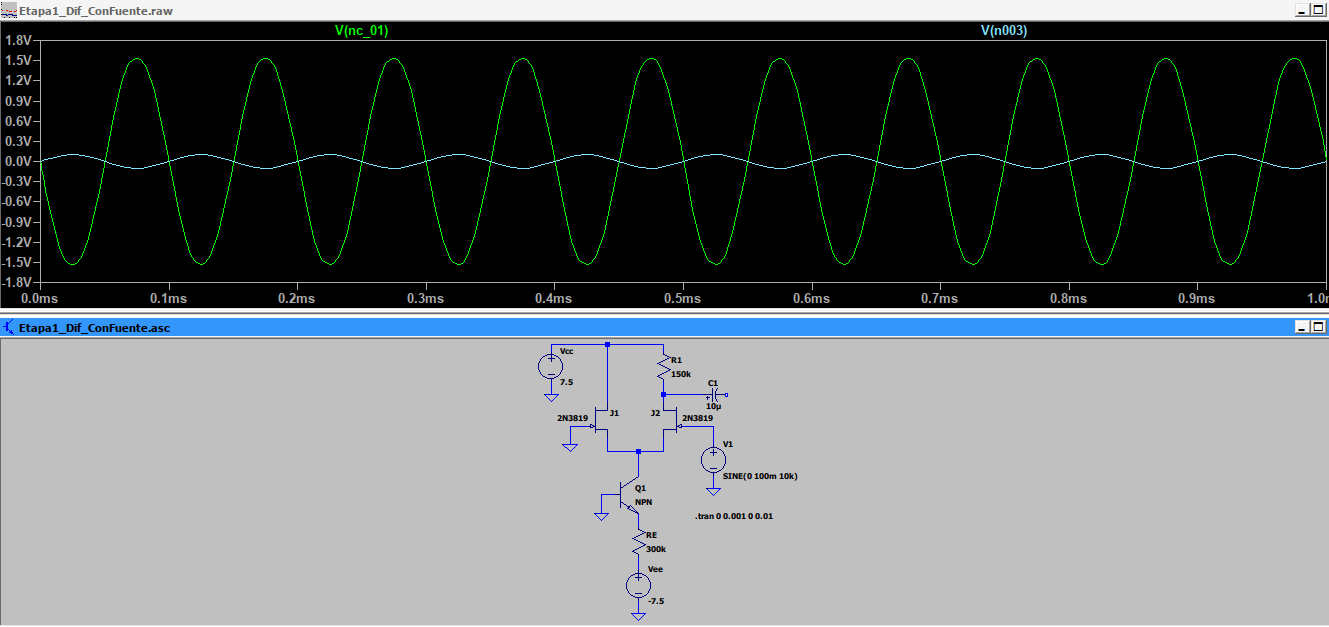 Etapa1_Dif_ConFuente.raw
V(nc_01) V(n003)
1.8V
1.5V
1.2V
0.9V
0.6V
0.3V
0.0V
-0.3V
-0.6V
-0.9V
-1.2V
-1.5V
-1.8V
0.0ms 0.1ms 0.2ms 0.3ms 0.4ms 0.5ms 0.6ms 0.7ms 0.8ms 0.9ms
Etapa1_Dif_ConFuente.asc
Vcc
7.5
R1
150k
C1
10µ
2N3819
J1
J2
2N3819
V1
SINE(0 100m 10k)
Q1
NPN
.tran 0 0.001 0 0.01
RE
300k
Vee
-7.5